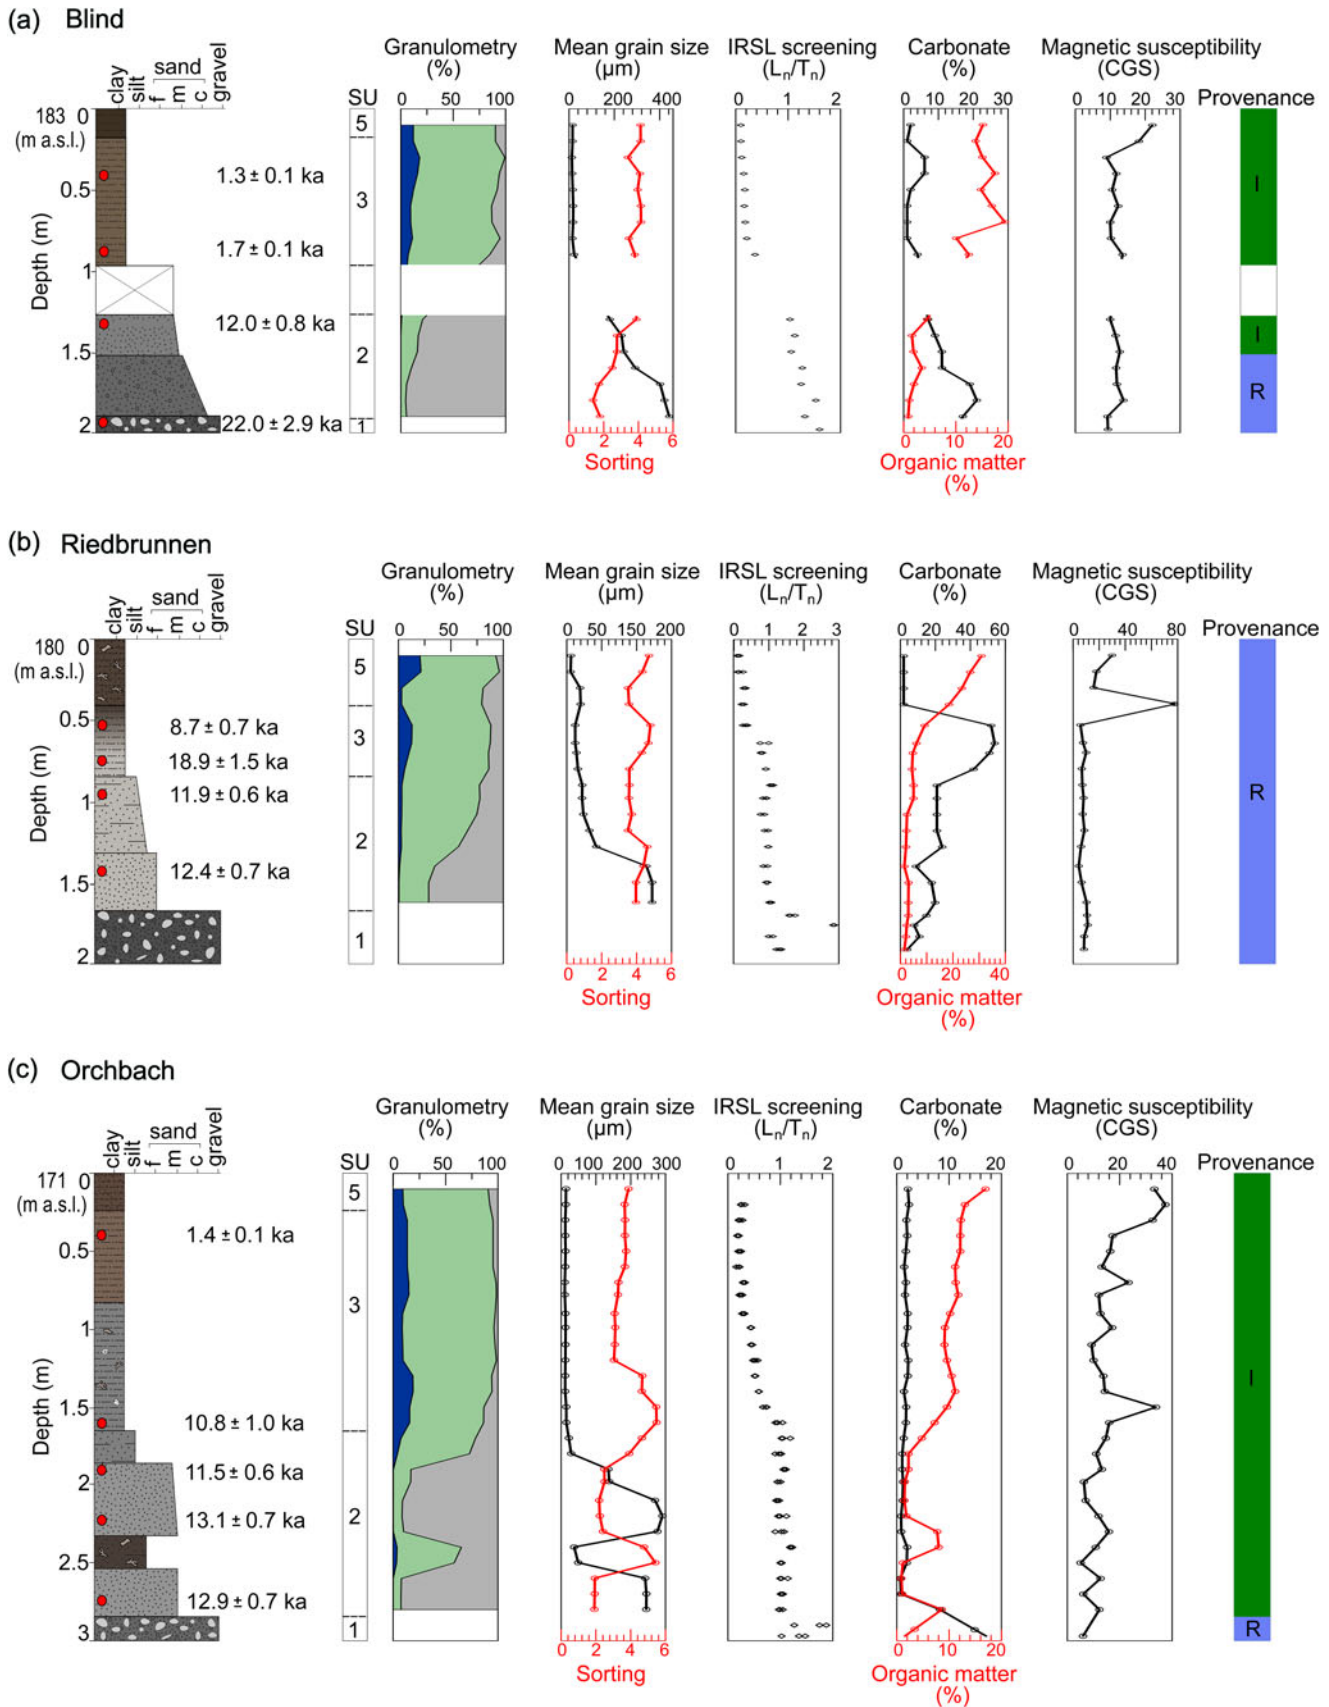 (a) Blind
Granulometry (%)
Mean grain size (µm)
IRSL screening (Ln/Tn)
Carbonate (%)
Magnetic susceptibility (CGS)
Provenance
clay
silt
sand
f m c
gravel
SU
0 50 100
0 200 400
0 1 2
0 10 20 30
0 10 20 30
183 (m a.s.l.)
Depth (m)
0
0.5
1
1.5
2
1.3 ± 0.1 ka
1.7 ± 0.1 ka
12.0 ± 0.8 ka
22.0 ± 2.9 ka
5
3
2
1
I
I
R
0 2 4 6
Sorting
0 10 20
Organic matter (%)
(b) Riedbrunnen
Granulometry (%)
Mean grain size (µm)
IRSL screening (Ln/Tn)
Carbonate (%)
Magnetic susceptibility (CGS)
Provenance
clay
silt
sand
f m c
gravel
SU
0 50 100
0 50 100 150 200
0 1 2 3
0 20 40 60
0 40 80
180 (m a.s.l.)
Depth (m)
0
0.5
1
1.5
2
8.7 ± 0.7 ka
18.9 ± 1.5 ka
11.9 ± 0.6 ka
12.4 ± 0.7 ka
5
3
2
1
R
0 2 4 6
Sorting
0 10 20 30 40
Organic matter (%)
(c) Orchbach
Granulometry (%)
Mean grain size (µm)
IRSL screening (Ln/Tn)
Carbonate (%)
Magnetic susceptibility (CGS)
Provenance
clay
silt
sand
f m c
gravel
SU
0 50 100
0 100 200 300
0 1 2
0 10 20
0 20 40
171 (m a.s.l.)
Depth (m)
0
0.5
1
1.5
2
2.5
3
1.4 ± 0.1 ka
10.8 ± 1.0 ka
11.5 ± 0.6 ka
13.1 ± 0.7 ka
12.9 ± 0.7 ka
5
3
2
1
I
R
0 2 4 6
Sorting
0 10 20
Organic matter (%)